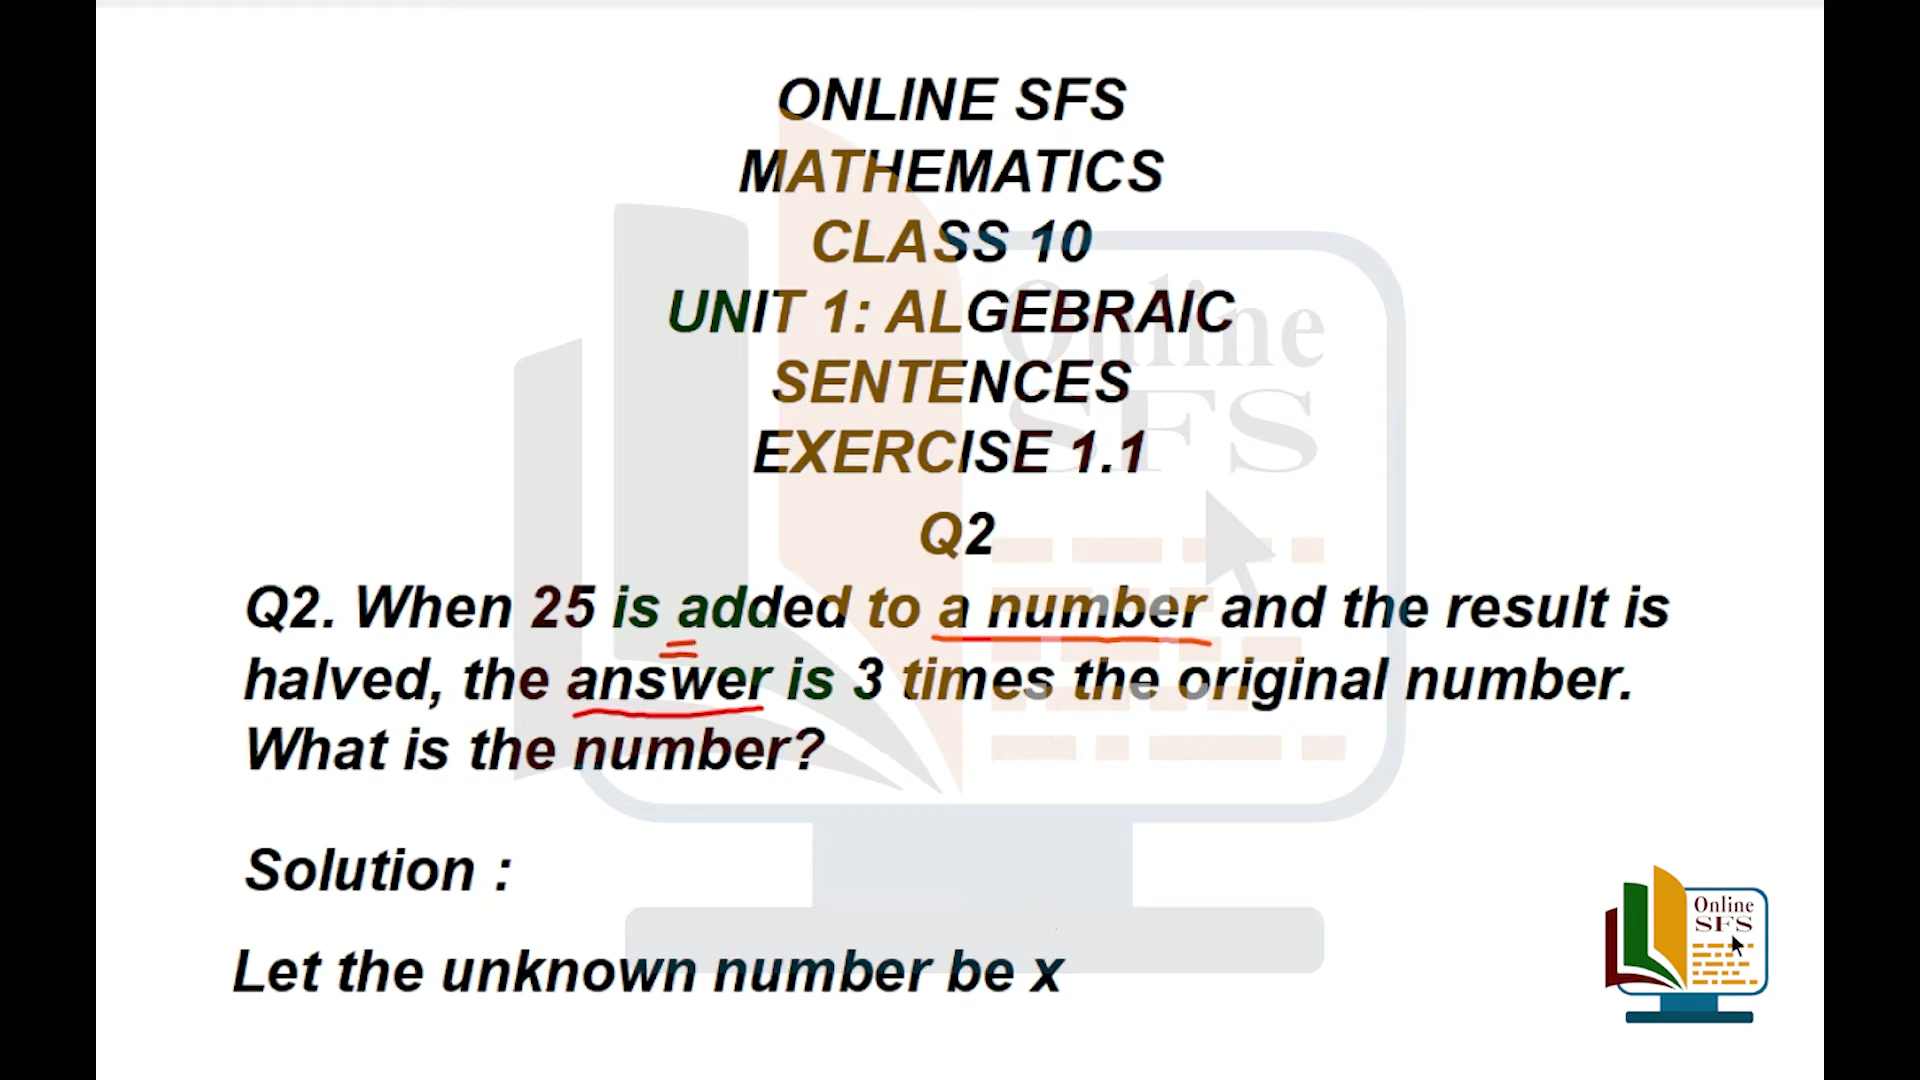 ONLINE SFS
MATHEMATICS
CLASS 10
UNIT 1: ALGEBRAIC
SENTENCES
EXERCISE 1.1
Q2
Q2. When 25 is added to a number and the result is
halved, the answer is 3 times the original number.
What is the number?
Solution :
Let the unknown number be x
Online
SFS
Online
SFS